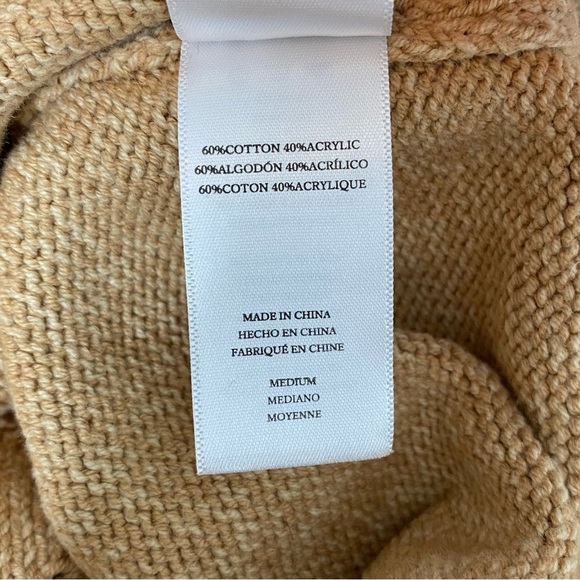 60%COTTON 40%ACRYLIC
60%ALGODÓN 40%ACRÍLICO
60%COTON 40%ACRYLIQUE
MADE IN CHINA
HECHO EN CHINA
FABRIQUÉ EN CHINE
MEDIUM
MEDIANO
MOYENNE